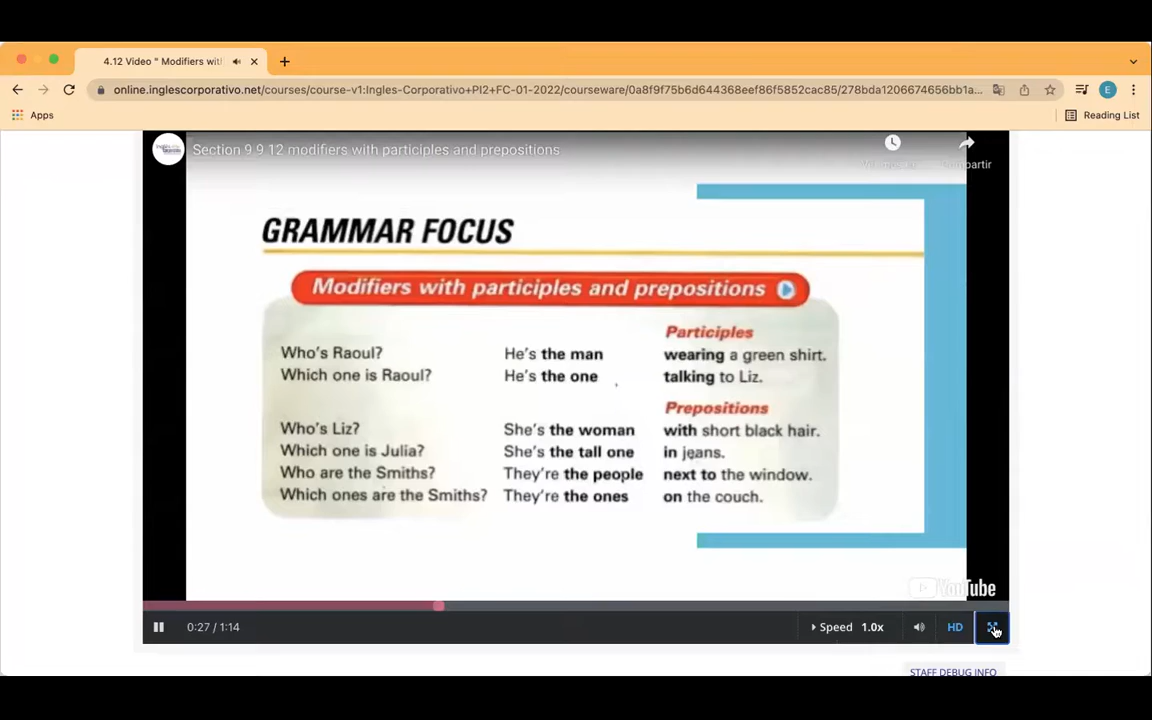 4.12 Video " Modifiers wit
online.inglescorporativo.net/courses/course-v1:Ingles-Corporativo+PI2+FC-01-2022/courseware/0a8f9f75b6d644368eef86f5852cac85/278bda1206674656bb1a...
E
Apps
Reading List
Section 9 9 12 modifiers with participles and prepositions
GRAMMAR FOCUS
Modifiers with participles and prepositions
Participles
Who's Raoul? He's the man wearing a green shirt.
Which one is Raoul? He's the one talking to Liz.
Prepositions
Who's Liz? She's the woman with short black hair.
Which one is Julia? She's the tall one in jeans.
Who are the Smiths? They're the people next to the window.
Which ones are the Smiths? They're the ones on the couch.
YouTube
0:27 / 1:14
Speed 1.0x
HD
STAFF DEBUG INFO